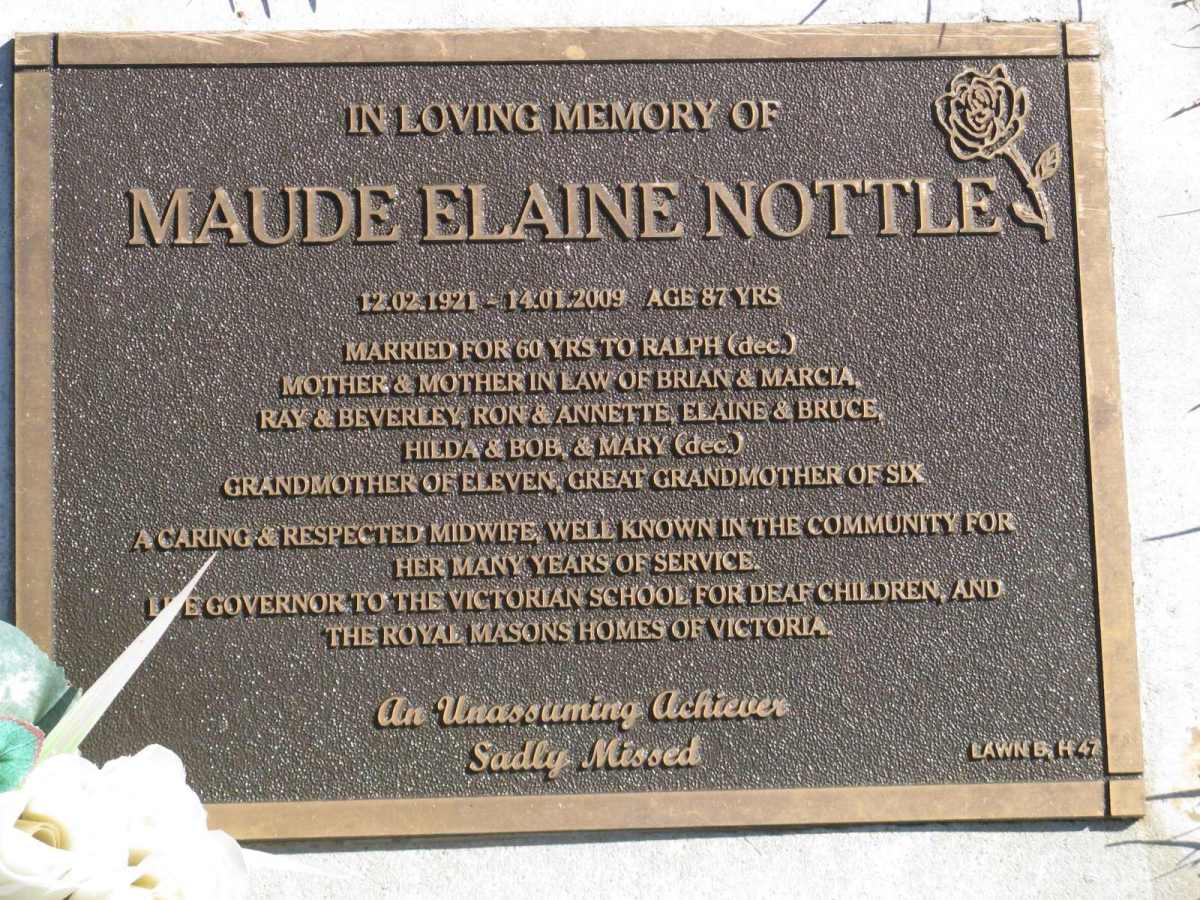 IN LOVING MEMORY OF
MAUDE ELAINE NOTTLE
12.02.1921 - 14.01.2009 AGE 87 YRS
MARRIED FOR 60 YRS TO RALPH (dec.)
MOTHER & MOTHER IN LAW OF BRIAN & MARCIA,
RAY & BEVERLEY, RON & ANNETTE, ELAINE & BRUCE,
HILDA & BOB, & MARY (dec.)
GRANDMOTHER OF ELEVEN, GREAT GRANDMOTHER OF SIX
A CARING & RESPECTED MIDWIFE, WELL KNOWN IN THE COMMUNITY FOR
HER MANY YEARS OF SERVICE.
LIFE GOVERNOR TO THE VICTORIAN SCHOOL FOR DEAF CHILDREN, AND
THE ROYAL MASONS HOMES OF VICTORIA.
An Unassuming Achiever
Sadly Missed
LAWN B, H 47